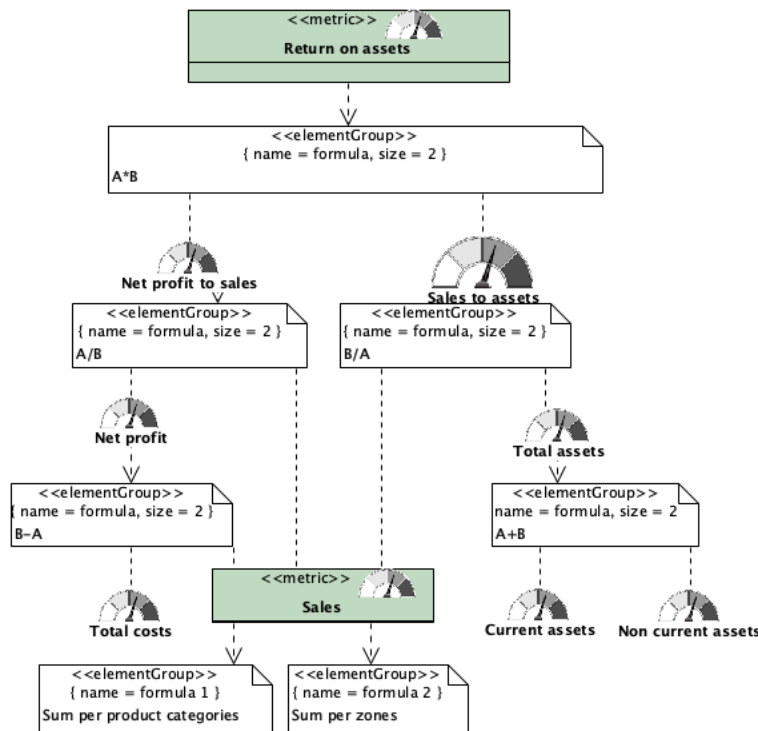 <<metric>>
Return on assets
<<elementGroup>>
{ name = formula, size = 2 }
A*B
Net profit to sales
Sales to assets
<<elementGroup>>
{ name = formula, size = 2 }
A/B
<<elementGroup>>
{ name = formula, size = 2 }
B/A
Net profit
Total assets
<<elementGroup>>
{ name = formula, size = 2 }
B-A
<<elementGroup>>
name = formula, size = 2
A+B
<<metric>>
Sales
Total costs
Current assets
Non current assets
<<elementGroup>>
{ name = formula 1 }
Sum per product categories
<<elementGroup>>
{ name = formula 2 }
Sum per zones